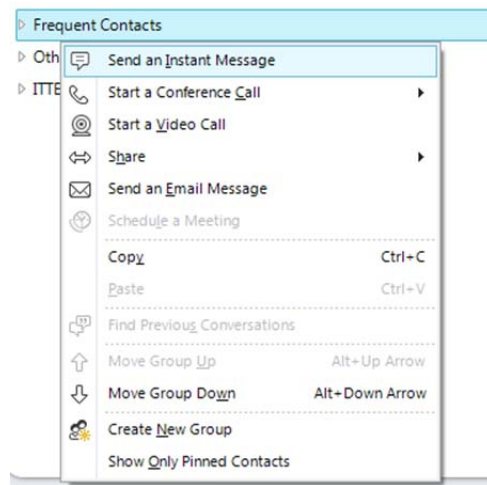 Frequent Contacts
Oth
Send an Instant Message
ITTE
Start a Conference Call
Start a Video Call
Share
Send an Email Message
Schedule a Meeting
Copy Ctrl+C
Paste Ctrl+V
Find Previous Conversations
Move Group Up Alt+Up Arrow
Move Group Down Alt+Down Arrow
Create New Group
Show Only Pinned Contacts